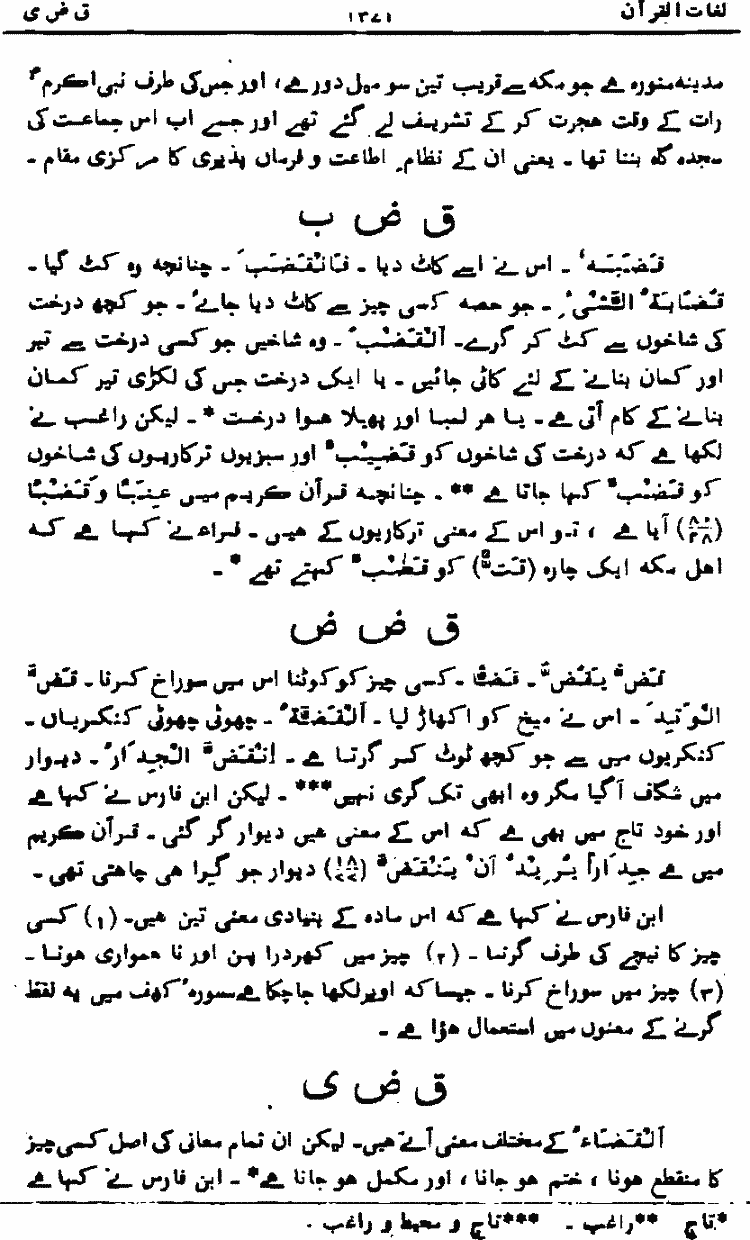 لغات القرآن ۱۳۷۱ ق ض ی
مدینہ منورہ ہے جو مکہ سے قریب تین سو میل دور ہے، اور جس کی طرف نبی اکرمؐ
رات کے وقت ہجرت کر کے تشریف لے گئے تھے اور جسے اب اس جماعت کی
سجدہ گاہ بننا تھا ۔ یعنی ان کے نظامِ اطاعت و فرماں پذیری کا مرکزی مقام ۔
ق ض ب
قَضَبَہٗ ۔ اس نے اسے کاٹ دیا ۔ فَانْقَضَبَ ۔ چنانچہ وہ کٹ گیا ۔
قُضَابَۃُ الشَّیْءِ ۔ جو حصہ کسی چیز سے کاٹ دیا جائے ۔ جو کچھ درخت
کی شاخوں سے کٹ کر گرے۔ اَلْقَضْبُ ۔ وہ شاخیں جو کسی درخت سے تیر
اور کمان بنانے کے لئے کاٹی جائیں ۔ یا ایک درخت جس کی لکڑی تیر کمان
بنانے کے کام آتی ہے۔ یا ہر لمبا اور پھیلا ہوا درخت * ۔ لیکن راغب نے
لکھا ہے کہ درخت کی شاخوں کو قَضِیْبٌ اور سبزیوں ترکاریوں کی شاخوں
کو قَضْبٌ کہا جاتا ہے ** ۔ چنانچہ قرآن کریم میں عِنَبًا وَّقَضْبًا
(۸۰/۲۸) آیا ہے ، تو اس کے معنی ترکاریوں کے ہیں ۔ فراء نے کہا ہے کہ
اہل مکہ ایک چارہ (قَتٌّ) کو قَضْبٌ کہتے تھے * ۔
ق ض ض
قَضَّ یَقُضُّ ۔ قَضًّا ۔ کسی چیز کو کوٹنا اس میں سوراخ کرنا ۔ قَضَّ
الْوَتِدَ ۔ اس نے میخ کو اکھاڑ لیا ۔ اَلْقَضَّۃُ ۔ چھوٹی چھوٹی کنکریاں ۔
کنکریوں میں سے جو کچھ ٹوٹ کر گرتا ہے ۔ اِنْقَضَّ الْجِدَارُ ۔ دیوار
میں شگاف آگیا مگر وہ ابھی تک گری نہیں*** ۔ لیکن ابن فارس نے کہا ہے
اور خود تاج میں بھی ہے کہ اس کے معنی ہیں دیوار گر گئی ۔ قرآن کریم
میں ہے جِدَاراً یُّرِیْدُ اَنْ یَّنْقَضَّ (۱۸/۷۷) دیوار جو گرا ہی چاہتی تھی ۔
ابن فارس نے کہا ہے کہ اس مادہ کے بنیادی معنی تین ہیں۔ (۱) کسی
چیز کا نیچے کی طرف گرنا ۔ (۲) چیز میں کھردرا پن اور نا ہمواری ہونا ۔
(۳) چیز میں سوراخ کرنا ۔ جیسا کہ اوپر لکھا جاچکا ہے سورہ کہف میں یہ لفظ
گرنے کے معنوں میں استعمال ہؤا ہے ۔
ق ض ی
اَلْقَضَاءُ کے مختلف معنی آتے ہیں۔ لیکن ان تمام معانی کی اصل کسی چیز
کا منقطع ہونا ، ختم ہو جانا ، اور مکمل ہو جانا ہے* ۔ ابن فارس نے کہا ہے
*تاج **راغب ۔ ***تاج و محیط و راغب ۔